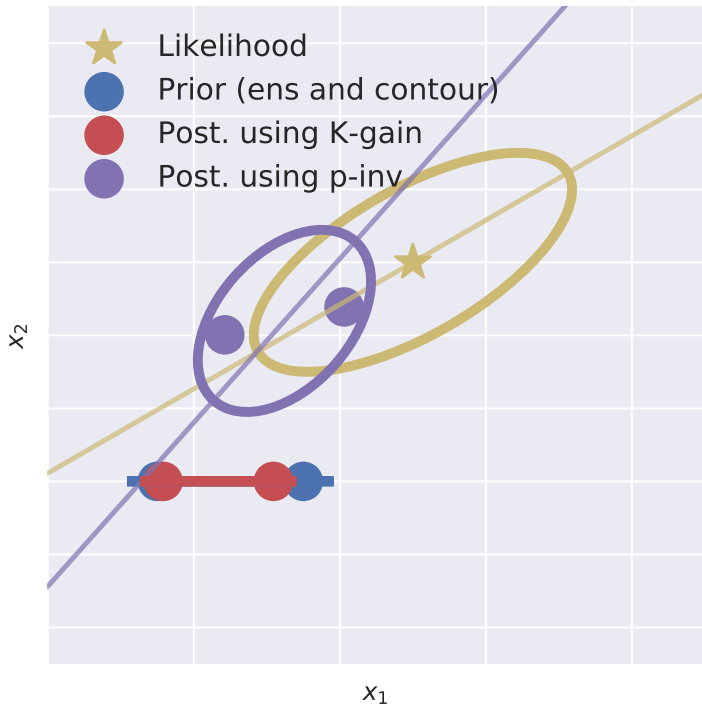 Likelihood
Prior (ens and contour)
Post. using K-gain
Post. using p-inv
x₂
x₁